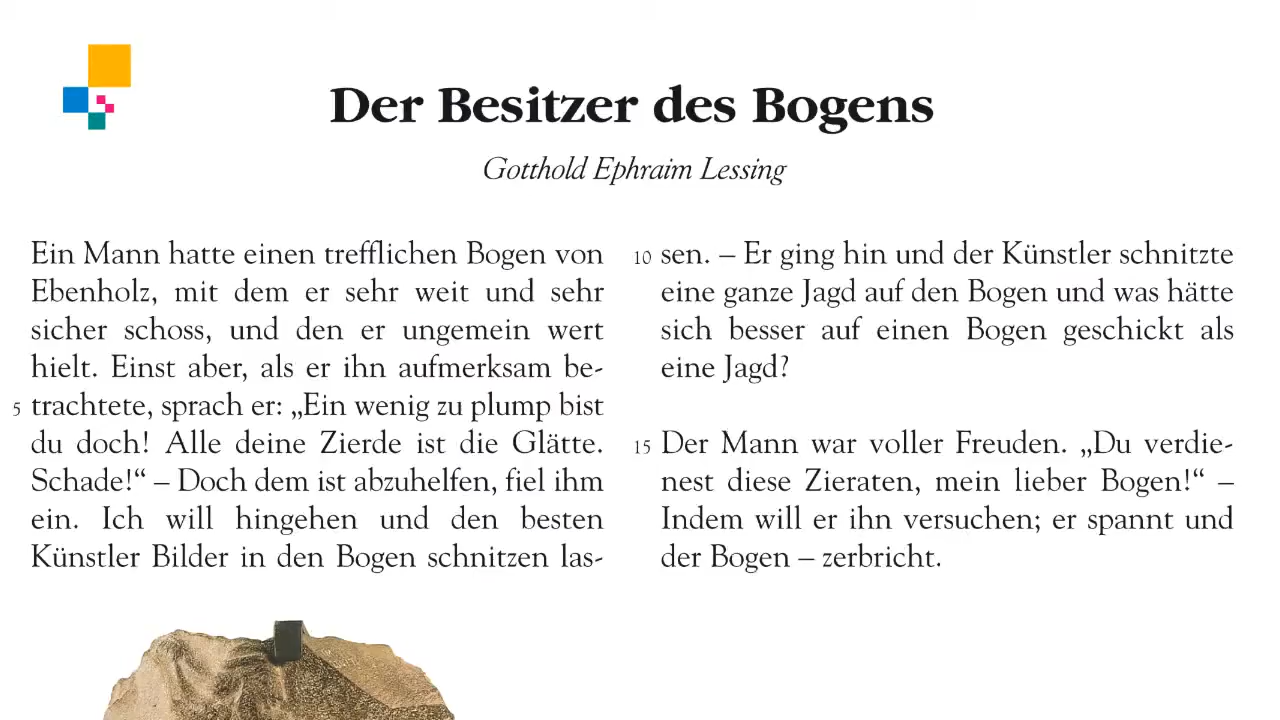 Der Besitzer des Bogens
Gotthold Ephraim Lessing
Ein Mann hatte einen trefflichen Bogen von
Ebenholz, mit dem er sehr weit und sehr
sicher schoss, und den er ungemein wert
hielt. Einst aber, als er ihn aufmerksam be-
5 trachtete, sprach er: „Ein wenig zu plump bist
du doch! Alle deine Zierde ist die Glätte.
Schade!“ – Doch dem ist abzuhelfen, fiel ihm
ein. Ich will hingehen und den besten
Künstler Bilder in den Bogen schnitzen las-
10 sen. – Er ging hin und der Künstler schnitzte
eine ganze Jagd auf den Bogen und was hätte
sich besser auf einen Bogen geschickt als
eine Jagd?
15 Der Mann war voller Freuden. „Du verdie-
nest diese Zieraten, mein lieber Bogen!“ –
Indem will er ihn versuchen; er spannt und
der Bogen – zerbricht.